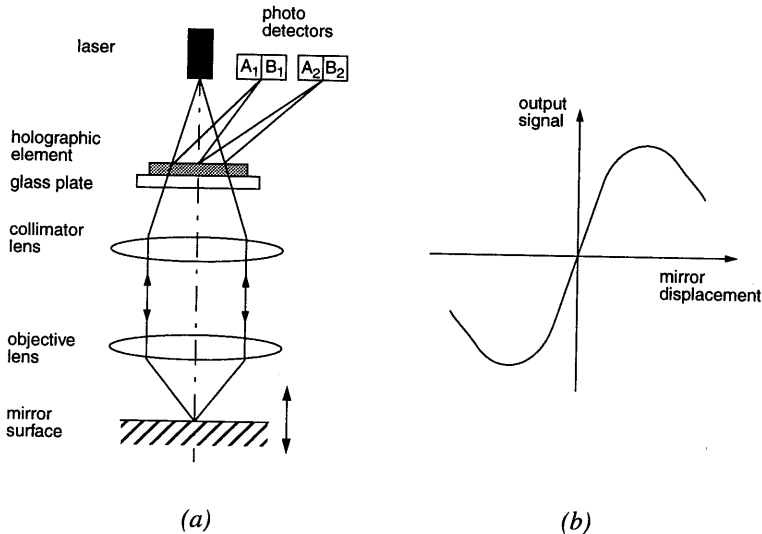 photo
detectors
laser
A1 B1 A2 B2
holographic
element
glass plate
collimator
lens
objective
lens
mirror
surface
(a)
output
signal
mirror
displacement
(b)